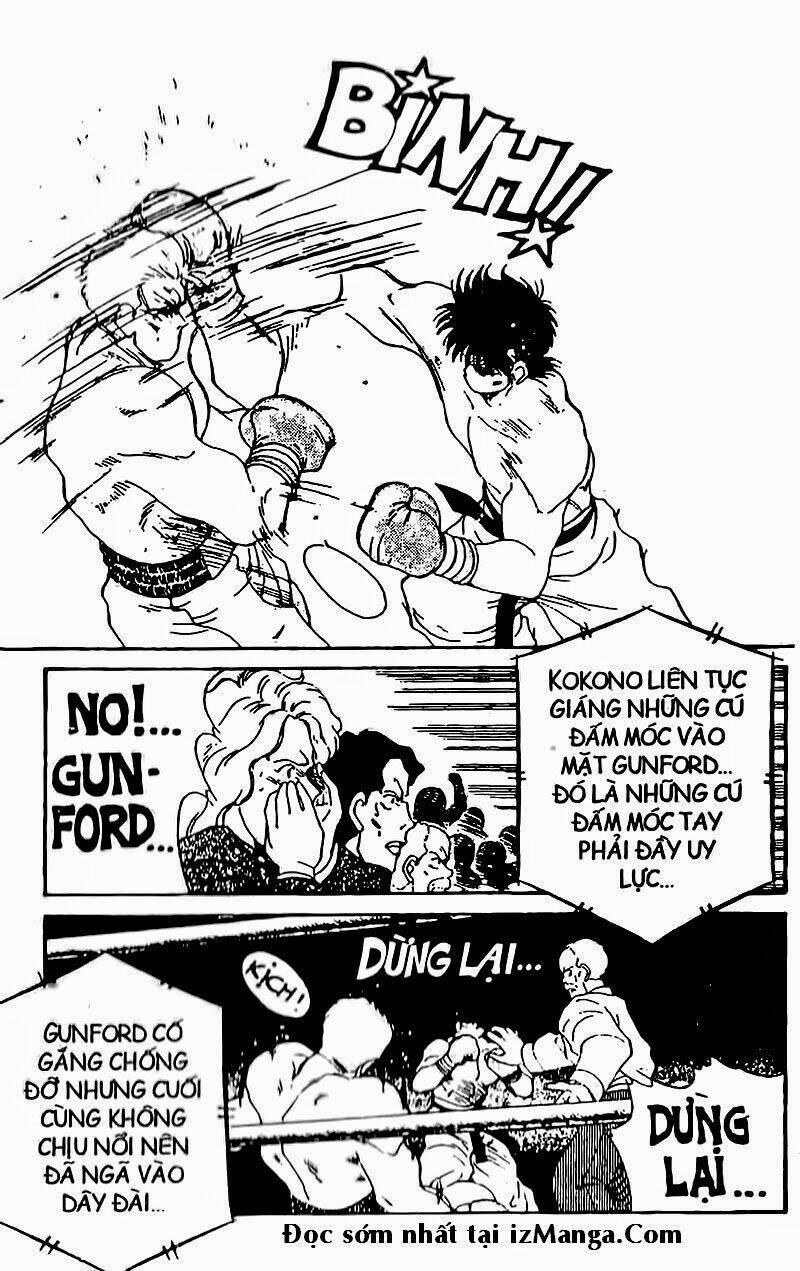 BINH!!
NO!...
GUN-
FORD...
KOKONO LIÊN TỤC
GIÁNG NHỮNG CÚ
ĐẤM MÓC VÀO
MẶT GUNFORD...
ĐÓ LÀ NHỮNG CÚ
ĐẤM MÓC TAY
PHẢI ĐẦY UY
LỰC...
DỪNG LẠI...
KỊCH!
GUNFORD CỐ
GẮNG CHỐNG
ĐỠ NHƯNG CUỐI
CÙNG KHÔNG
CHỊU NỔI NÊN
ĐÃ NGÃ VÀO
DÂY ĐÀI...
DỪNG
LẠI...
Đọc sớm nhất tại izManga.Com